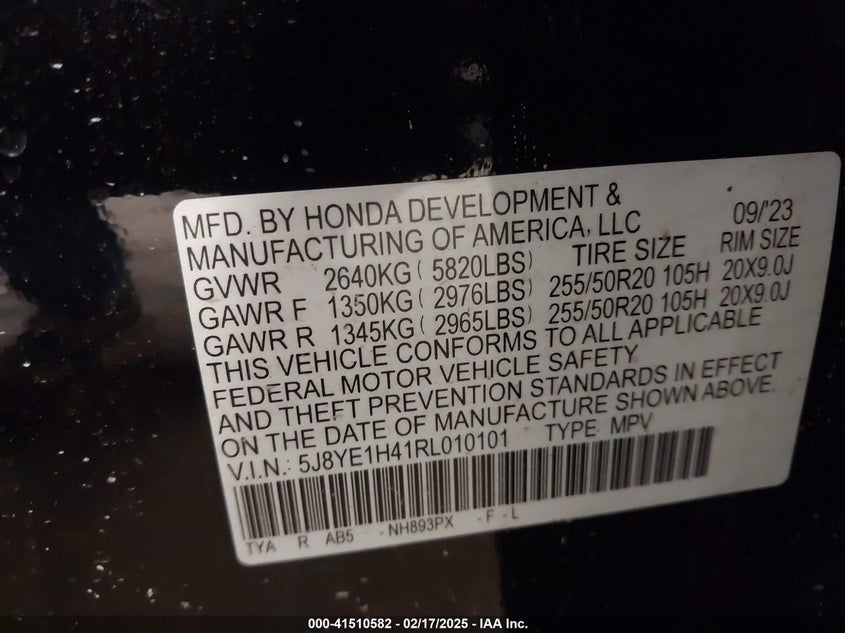 MFD. BY HONDA DEVELOPMENT & 09/'23
MANUFACTURING OF AMERICA, LLC TIRE SIZE RIM SIZE
GVWR 2640KG ( 5820LBS)
GAWR F 1350KG ( 2976LBS) 255/50R20 105H 20X9.0J
GAWR R 1345KG ( 2965LBS) 255/50R20 105H 20X9.0J
THIS VEHICLE CONFORMS TO ALL APPLICABLE
FEDERAL MOTOR VEHICLE SAFETY
AND THEFT PREVENTION STANDARDS IN EFFECT
ON THE DATE OF MANUFACTURE SHOWN ABOVE.
V.I.N.: 5J8YE1H41RL010101 TYPE: MPV
TYA R AB5 - NH893PX - F - L
000-41510582 — 02/17/2025 — IAA Inc.